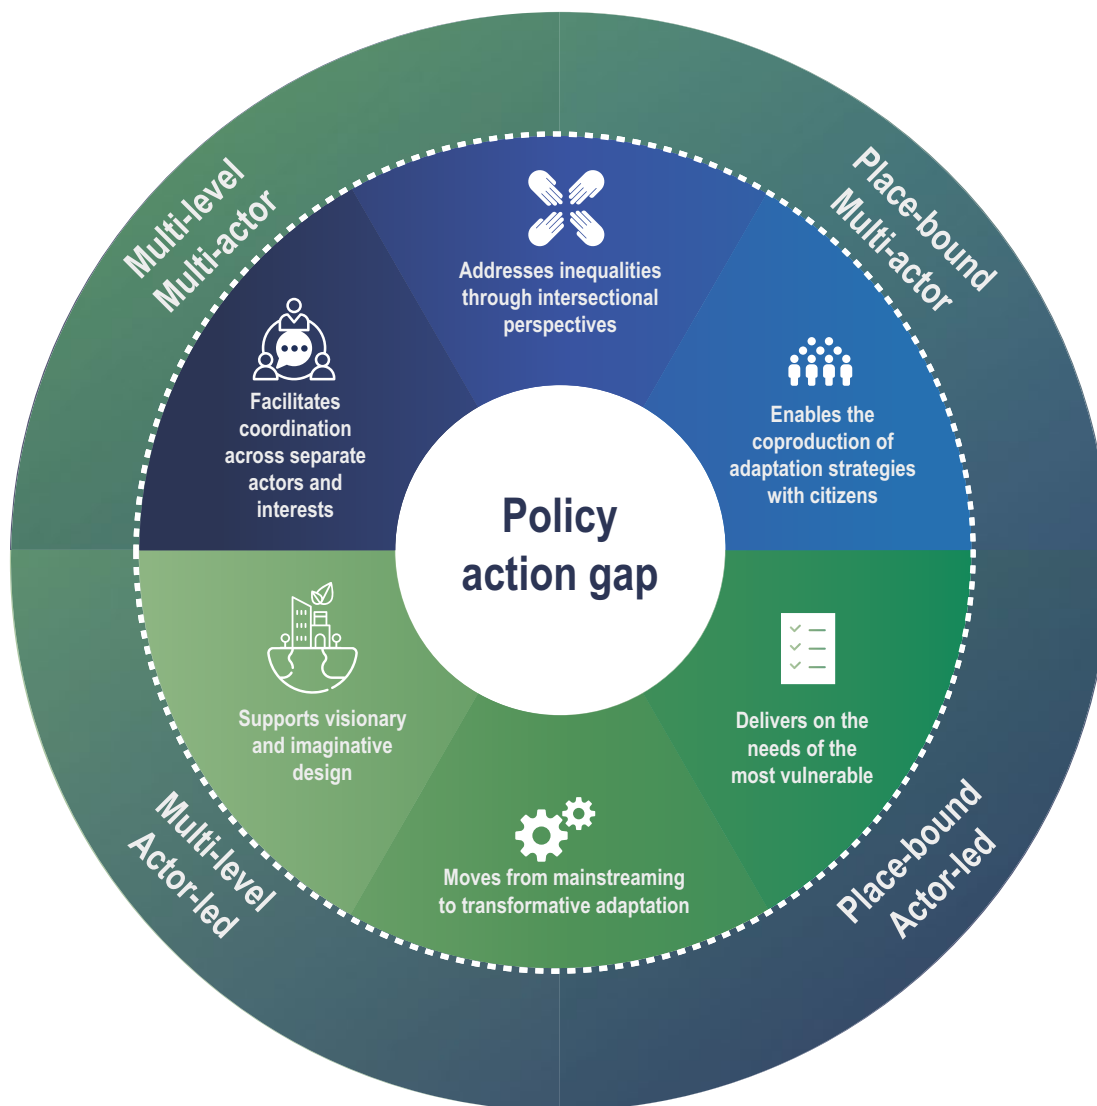 Multi-level
Multi-actor
Place-bound
Multi-actor
Addresses inequalities
through intersectional
perspectives
Facilitates
coordination
across separate
actors and
interests
Enables the
coproduction of
adaptation strategies
with citizens
Policy
action gap
Supports visionary
and imaginative
design
Delivers on the
needs of the
most vulnerable
Moves from mainstreaming
to transformative adaptation
Multi-level
Actor-led
Place-bound
Actor-led